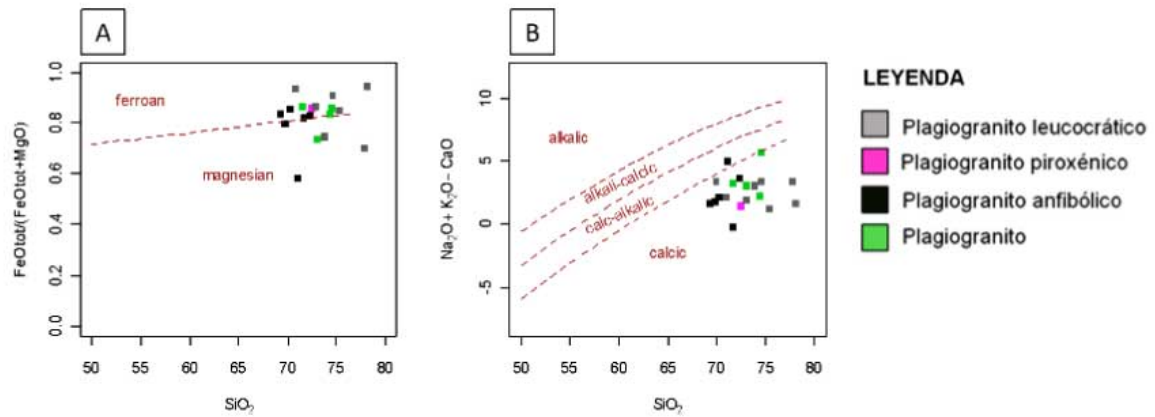 A
FeOtot/(FeOtot+MgO)
1.0
0.8
0.6
0.4
0.2
0.0
ferroan
magnesian
50 55 60 65 70 75 80
SiO₂
B
Na₂O + K₂O − CaO
10
5
0
-5
alkalic
alkali-calcic
calc-alkalic
calcic
50 55 60 65 70 75 80
SiO₂
LEYENDA
Plagiogranito leucocrático
Plagiogranito piroxénico
Plagiogranito anfibólico
Plagiogranito